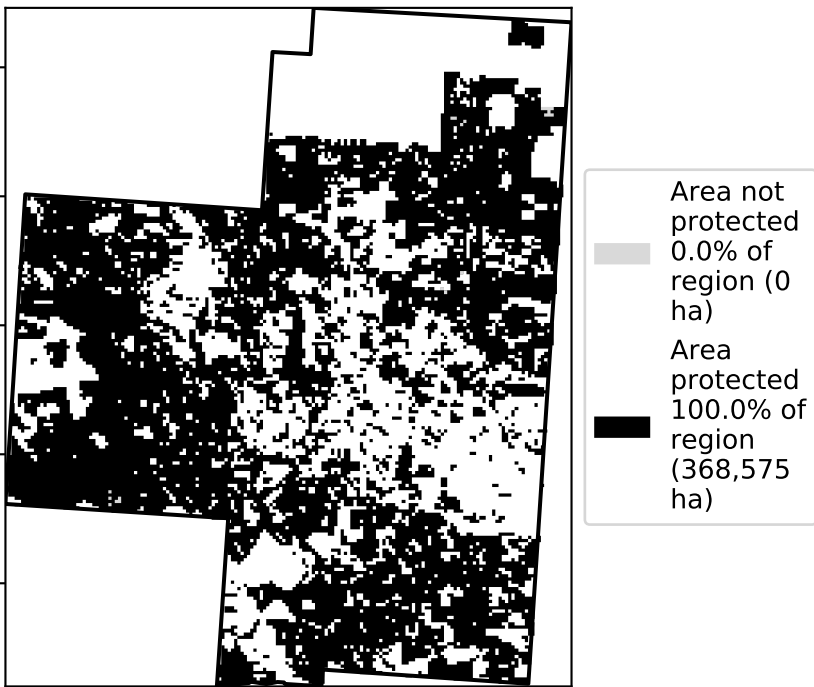 Area not
protected
0.0% of
region (0
ha)
Area
protected
100.0% of
region
(368,575
ha)